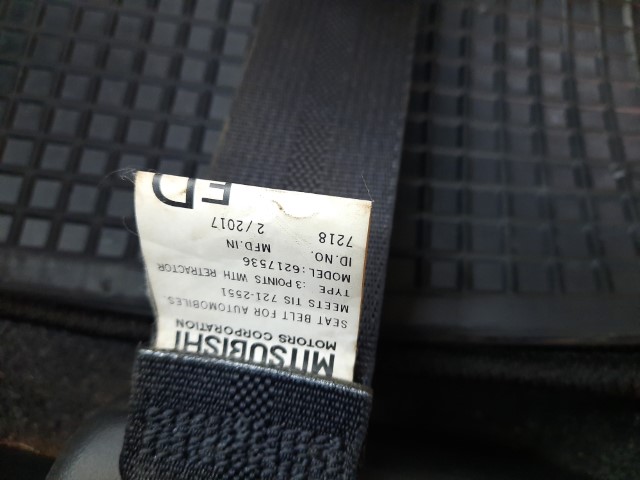 MITSUBISHI
MOTORS CORPORATION
SEAT BELT FOR AUTOMOBILES
MEETS TIS 721-2551
TYPE :3 POINTS WITH RETRACTOR
MODEL:6217536
ID.NO. MFD.IN
7218 2/2017